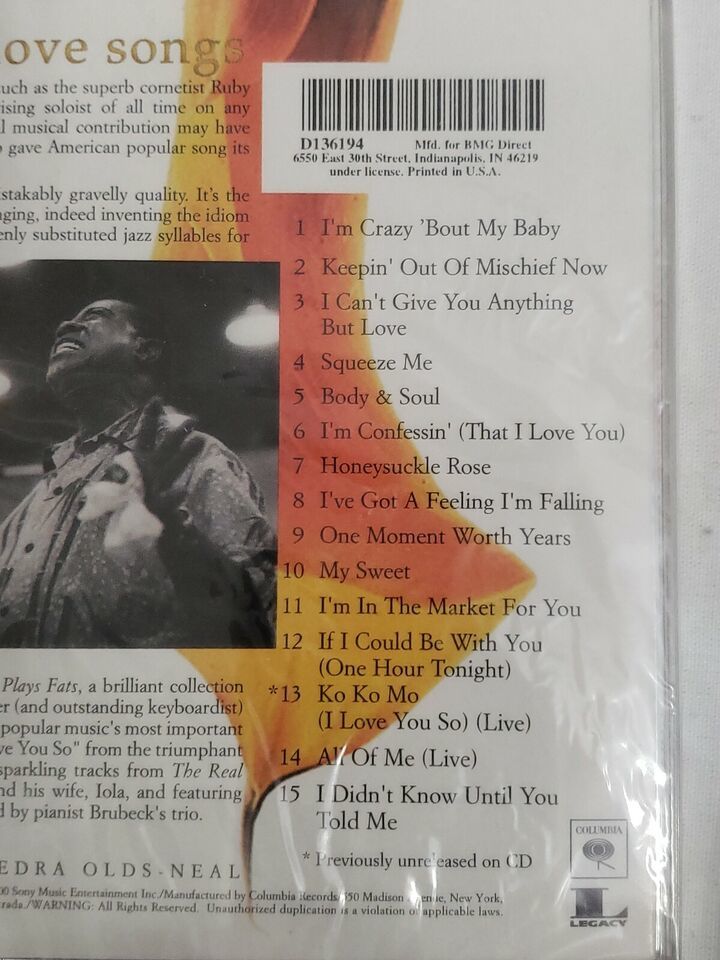 ove songs
uch as the superb cornetist Ruby
ising soloist of all time on any
l musical contribution may have
gave American popular song its
stakably gravelly quality. It's the
nging, indeed inventing the idiom
enly substituted jazz syllables for
D136194 Mfd. for BMG Direct
6550 East 30th Street, Indianapolis, IN 46219
under license. Printed in U.S.A.
1 I'm Crazy 'Bout My Baby
2 Keepin' Out Of Mischief Now
3 I Can't Give You Anything
But Love
4 Squeeze Me
5 Body & Soul
6 I'm Confessin' (That I Love You)
7 Honeysuckle Rose
8 I've Got A Feeling I'm Falling
9 One Moment Worth Years
10 My Sweet
11 I'm In The Market For You
12 If I Could Be With You
(One Hour Tonight)
*13 Ko Ko Mo
(I Love You So) (Live)
14 All Of Me (Live)
15 I Didn't Know Until You
Told Me
* Previously unreleased on CD
Plays Fats, a brilliant collection
er (and outstanding keyboardist)
popular music's most important
ve You So" from the triumphant
sparkling tracks from The Real
nd his wife, Iola, and featuring
d by pianist Brubeck's trio.
EDRA OLDS-NEAL
00 Sony Music Entertainment Inc./Manufactured by Columbia Records/550 Madison Avenue, New York,
rada./WARNING: All Rights Reserved. Unauthorized duplication is a violation of applicable laws.
COLUMBIA
L
LEGACY